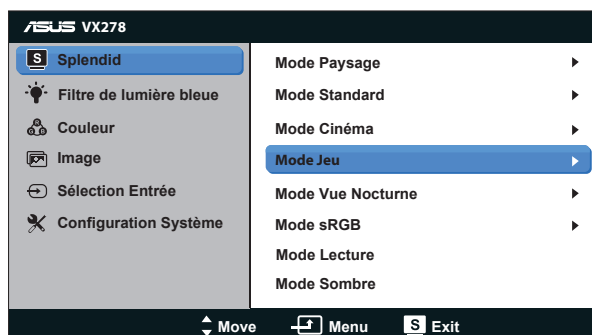 ASUS VX278
S Splendid
Filtre de lumière bleue
Couleur
Image
Sélection Entrée
Configuration Système
Mode Paysage
Mode Standard
Mode Cinéma
Mode Jeu
Mode Vue Nocturne
Mode sRGB
Mode Lecture
Mode Sombre
Move Menu S Exit